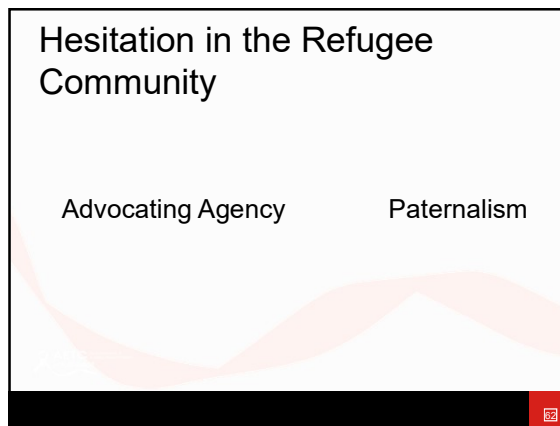 Hesitation in the Refugee
Community
Advocating Agency Paternalism
62